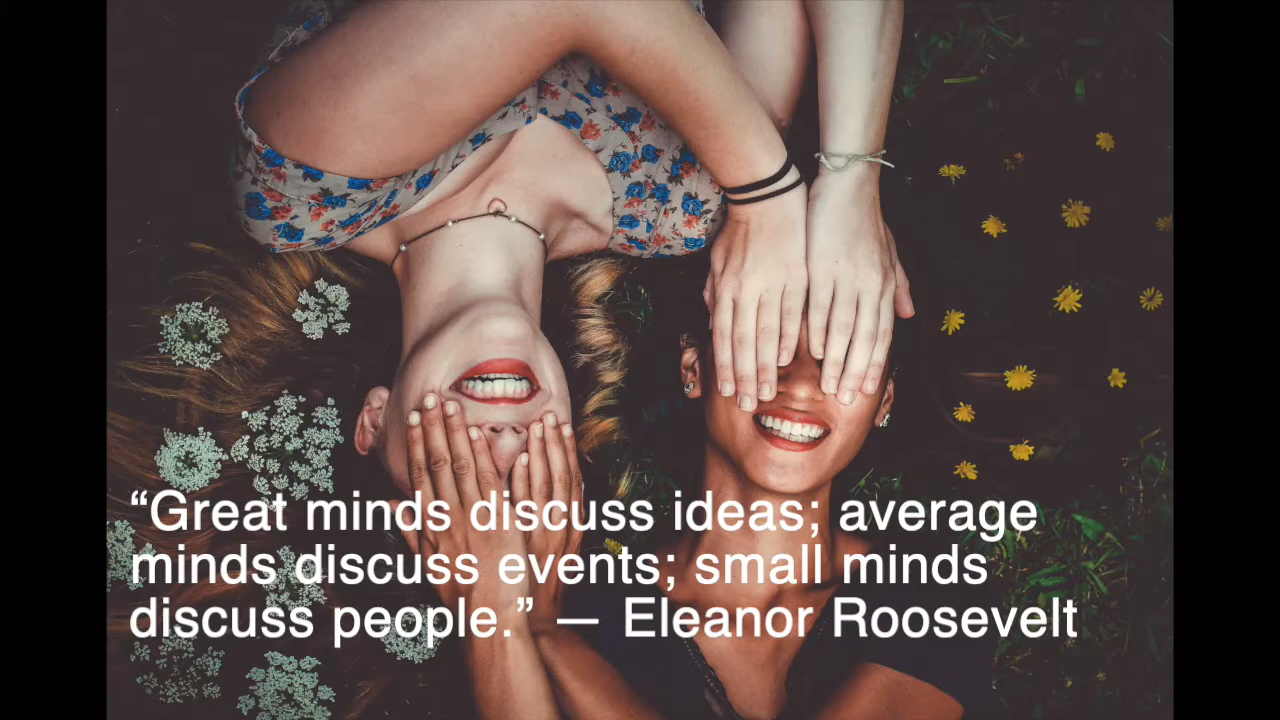 “Great minds discuss ideas; average
minds discuss events; small minds
discuss people.” — Eleanor Roosevelt